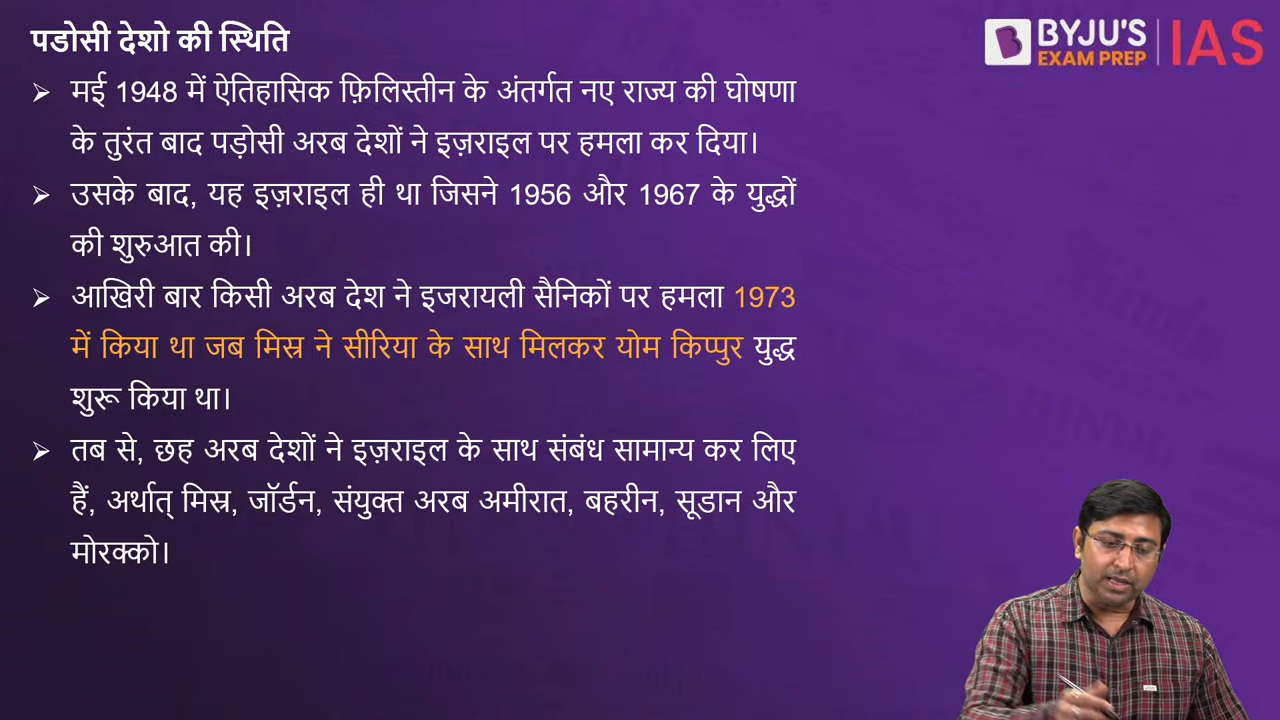 पडोसी देशो की स्थिति
BYJU'S
EXAM PREP
IAS
➢ मई 1948 में ऐतिहासिक फ़िलिस्तीन के अंतर्गत नए राज्य की घोषणा
के तुरंत बाद पड़ोसी अरब देशों ने इज़राइल पर हमला कर दिया।
➢ उसके बाद, यह इज़राइल ही था जिसने 1956 और 1967 के युद्धों
की शुरुआत की।
➢ आखिरी बार किसी अरब देश ने इजरायली सैनिकों पर हमला 1973
में किया था जब मिस्र ने सीरिया के साथ मिलकर योम किप्पुर युद्ध
शुरू किया था।
➢ तब से, छह अरब देशों ने इज़राइल के साथ संबंध सामान्य कर लिए
हैं, अर्थात् मिस्र, जॉर्डन, संयुक्त अरब अमीरात, बहरीन, सूडान और
मोरक्को।